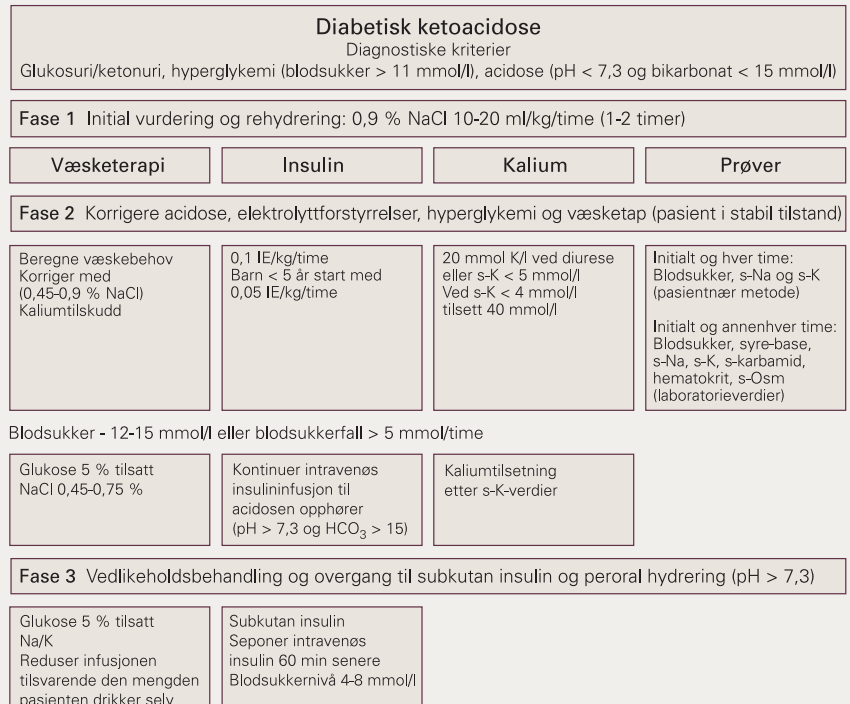 Diabetisk ketoacidose
Diagnostiske kriterier
Glukosuri/ketonuri, hyperglykemi (blodsukker > 11 mmol/l), acidose (pH < 7,3 og bikarbonat < 15 mmol/l)
Fase 1 Initial vurdering og rehydrering: 0,9 % NaCl 10-20 ml/kg/time (1-2 timer)
Væsketerapi
Insulin
Kalium
Prøver
Fase 2 Korrigere acidose, elektrolyttforstyrrelser, hyperglykemi og væsketap (pasient i stabil tilstand)
Beregne væskebehov
Korriger med
(0,45-0,9 % NaCl)
Kaliumtilskudd
0,1 IE/kg/time
Barn < 5 år start med
0,05 IE/kg/time
20 mmol K/l ved diurese
eller s-K < 5 mmol/l
Ved s-K < 4 mmol/l
tilsett 40 mmol/l
Initialt og hver time:
Blodsukker, s-Na og s-K
(pasientnær metode)
Initialt og annenhver time:
Blodsukker, syre-base,
s-Na, s-K, s-karbamid,
hematokrit, s-Osm
(laboratorieverdier)
Blodsukker - 12-15 mmol/l eller blodsukkerfall > 5 mmol/time
Glukose 5 % tilsatt
NaCl 0,45-0,75 %
Kontinuer intravenøs
insulininfusjon til
acidosen opphører
(pH > 7,3 og HCO₃ > 15)
Kaliumtilsetning
etter s-K-verdier
Fase 3 Vedlikeholdsbehandling og overgang til subkutan insulin og peroral hydrering (pH > 7,3)
Glukose 5 % tilsatt
Na/K
Reduser infusjonen
tilsvarende den mengden
pasienten drikker selv
Subkutan insulin
Seponer intravenøs
insulin 60 min senere
Blodsukkernivå 4-8 mmol/l